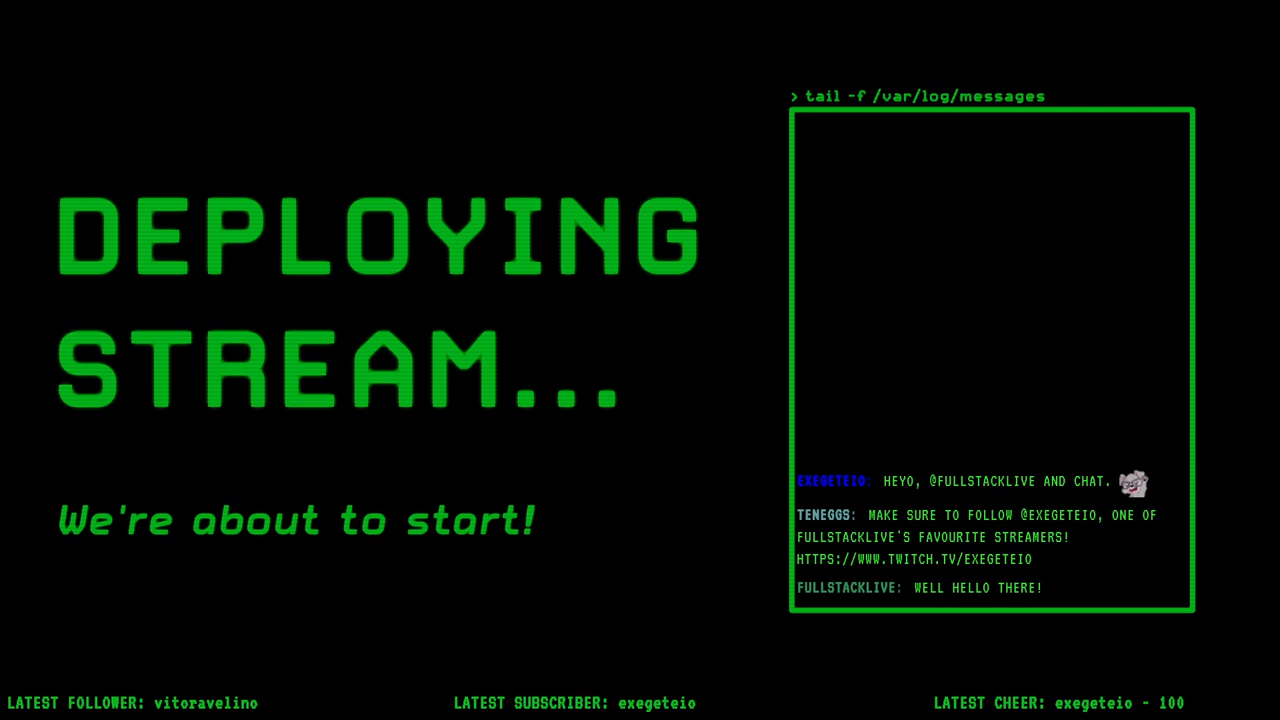 DEPLOYING
STREAM...
We're about to start!
> tail -f /var/log/messages
EXEGETEIO: HEYO, @FULLSTACKLIVE AND CHAT.
TENEGGS: MAKE SURE TO FOLLOW @EXEGETEIO, ONE OF
FULLSTACKLIVE'S FAVOURITE STREAMERS!
HTTPS://WWW.TWITCH.TV/EXEGETEIO
FULLSTACKLIVE: WELL HELLO THERE!
LATEST FOLLOWER: vitoravelino
LATEST SUBSCRIBER: exegeteio
LATEST CHEER: exegeteio - 100